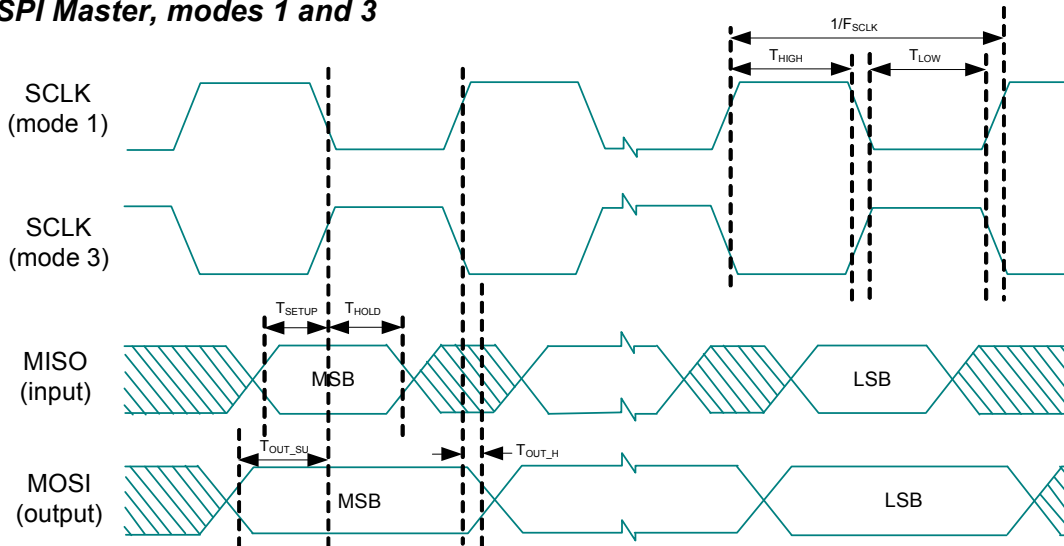 SPI Master, modes 1 and 3
1/FSCLK
THIGH TLOW
SCLK
(mode 1)
SCLK
(mode 3)
TSETUP THOLD
MISO
(input)
MSB LSB
TOUT_SU TOUT_H
MOSI
(output)
MSB LSB